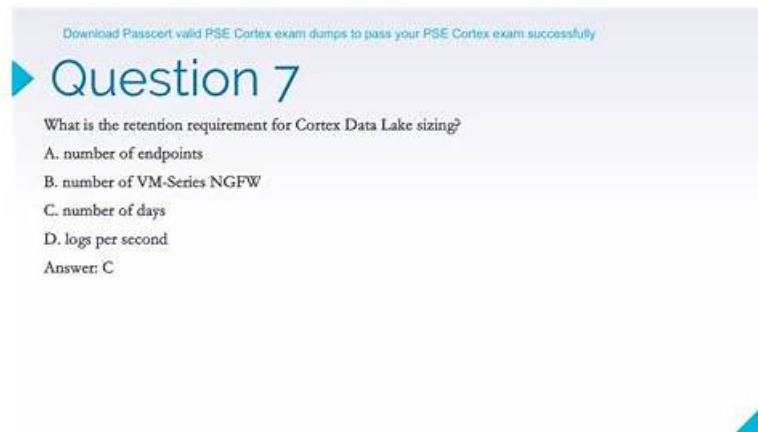 Download Passcert valid PSE Cortex exam dumps to pass your PSE Cortex exam successfully
Question 7
What is the retention requirement for Cortex Data Lake sizing?
A. number of endpoints
B. number of VM-Series NGFW
C. number of days
D. logs per second
Answer: C